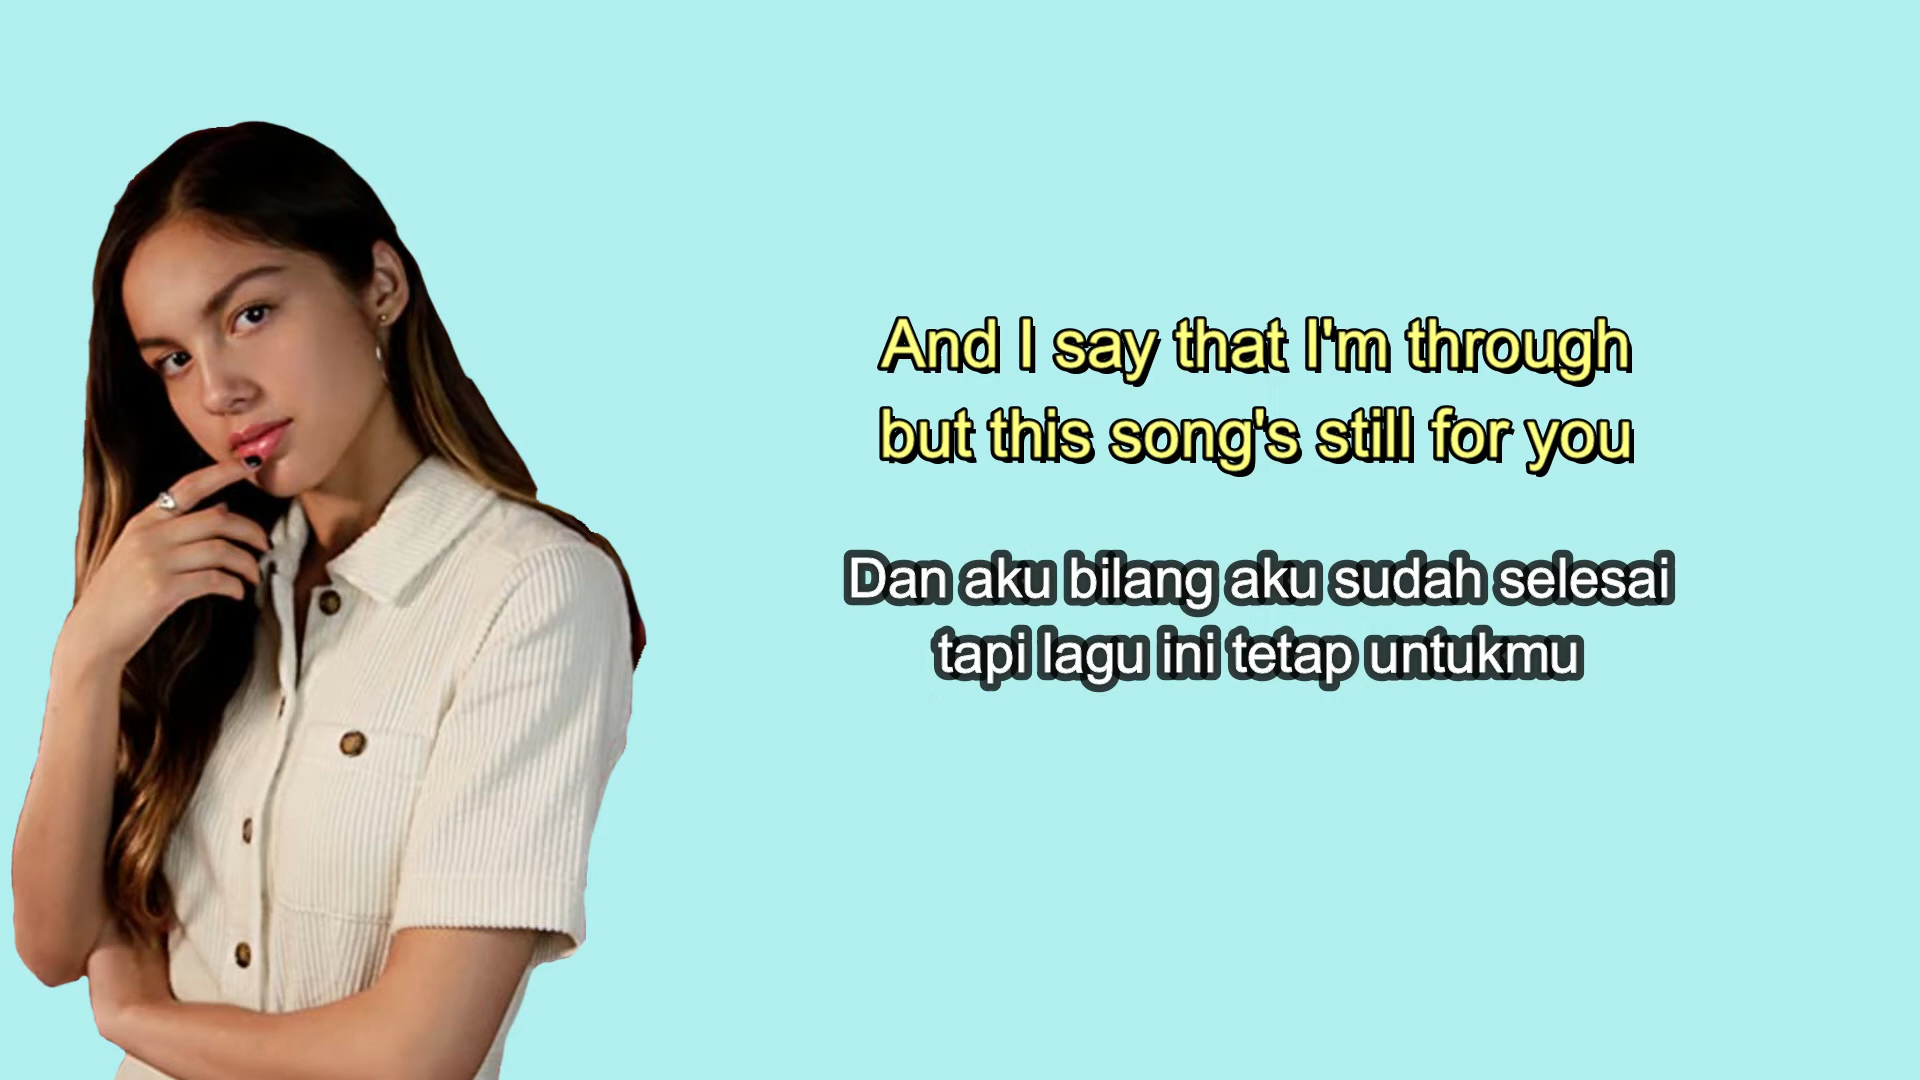 And I say that I'm through
but this song's still for you
Dan aku bilang aku sudah selesai
tapi lagu ini tetap untukmu